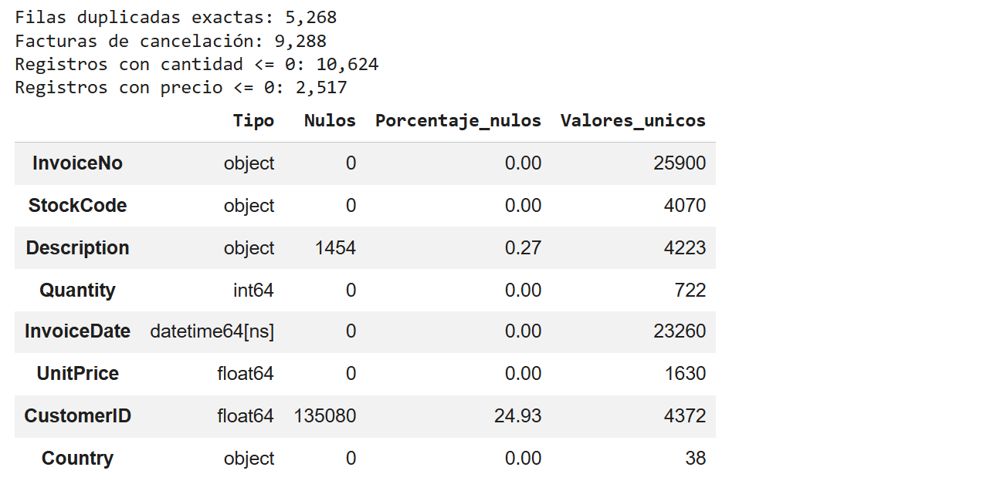 Filas duplicadas exactas: 5,268
Facturas de cancelación: 9,288
Registros con cantidad <= 0: 10,624
Registros con precio <= 0: 2,517
Tipo Nulos Porcentaje_nulos Valores_unicos
InvoiceNo object 0 0.00 25900
StockCode object 0 0.00 4070
Description object 1454 0.27 4223
Quantity int64 0 0.00 722
InvoiceDate datetime64[ns] 0 0.00 23260
UnitPrice float64 0 0.00 1630
CustomerID float64 135080 24.93 4372
Country object 0 0.00 38